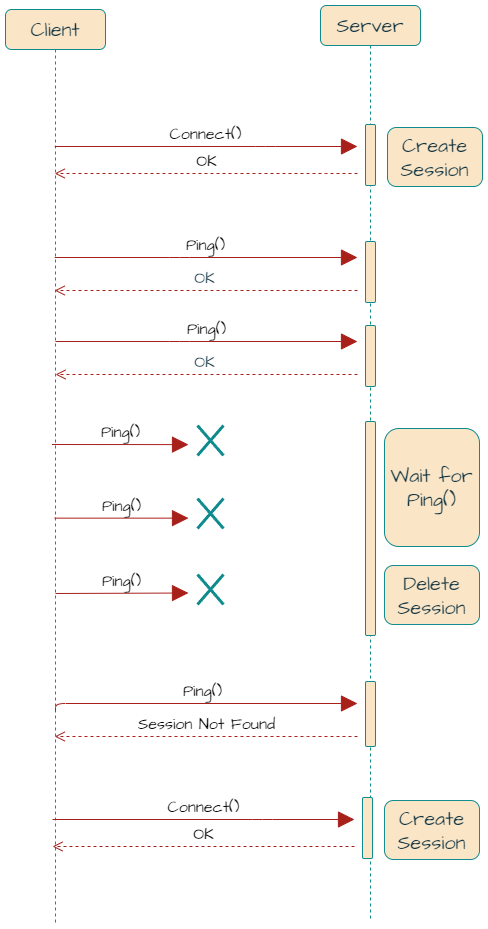 Client
Server
Connect()
Create
Session
OK
Ping()
OK
Ping()
OK
Ping()
Wait for
Ping()
Ping()
Ping()
Delete
Session
Ping()
Session Not Found
Connect()
Create
Session
OK